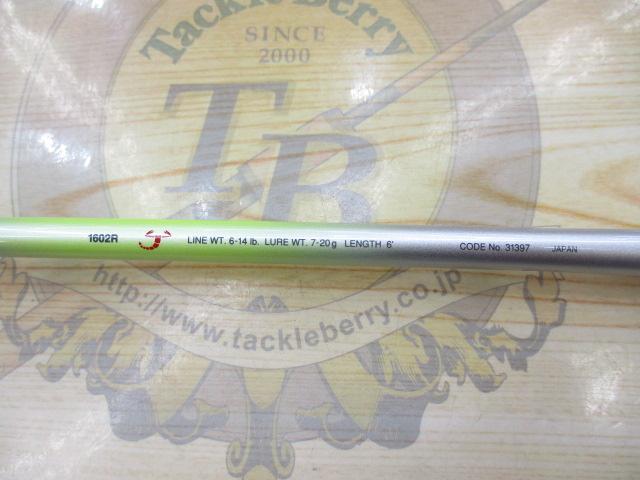 TackleBerry
SINCE
2000
TB
1602R LINE WT. 6-14 lb. LURE WT. 7-20g LENGTH 6' CODE No. 31397 JAPAN
http://www.tackleberry.co.jp